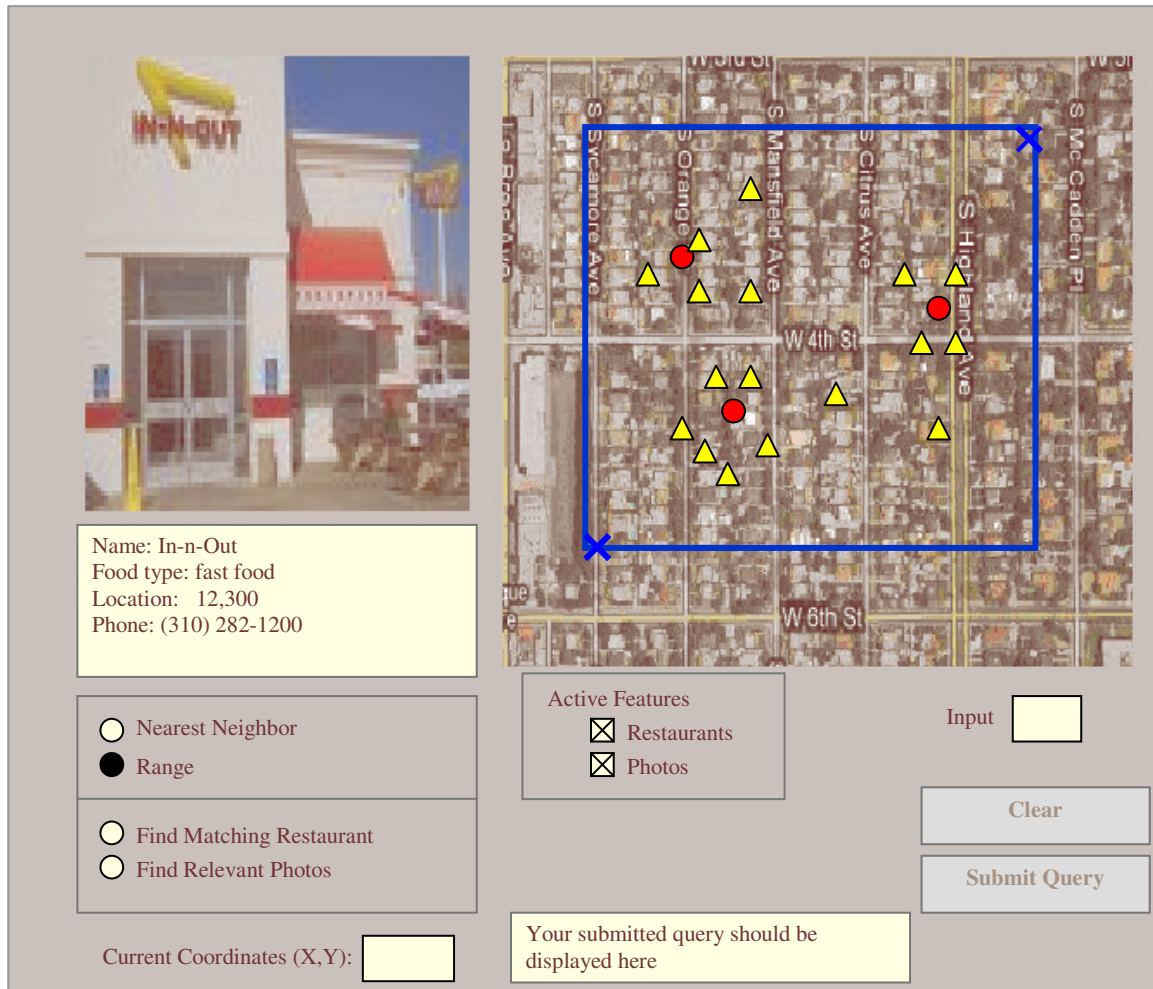 IN-N-OUT
W 3rd St
S Sycamore Ave
S Orange
S Mansfield Ave
S Citrus Ave
S Highland Ave
S Mc Cadden Pl
W 4th St
W 6th St
Name: In-n-Out
Food type: fast food
Location: 12,300
Phone: (310) 282-1200
Nearest Neighbor
Range
Find Matching Restaurant
Find Relevant Photos
Active Features
Restaurants
Photos
Input
Clear
Submit Query
Current Coordinates (X,Y):
Your submitted query should be
displayed here